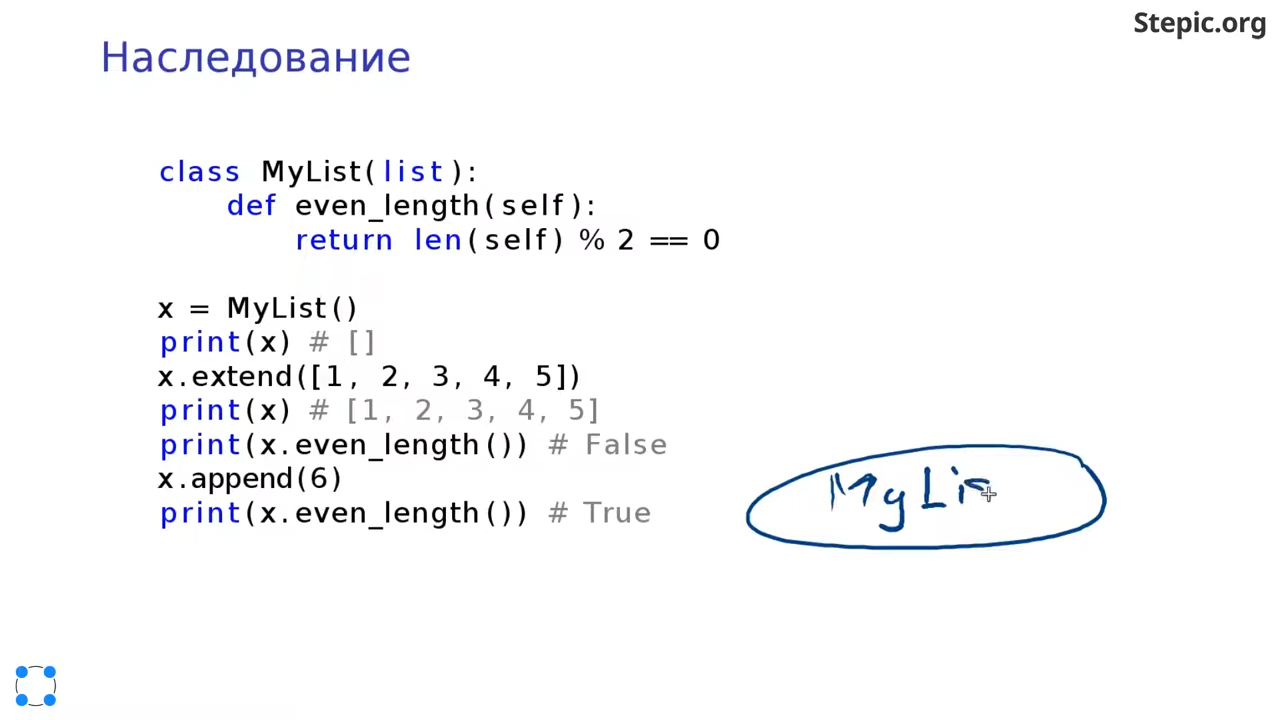 Stepic.org
Наследование
class MyList(list):
def even_length(self):
return len(self) % 2 == 0
x = MyList()
print(x) # []
x.extend([1, 2, 3, 4, 5])
print(x) # [1, 2, 3, 4, 5]
print(x.even_length()) # False
x.append(6)
print(x.even_length()) # True